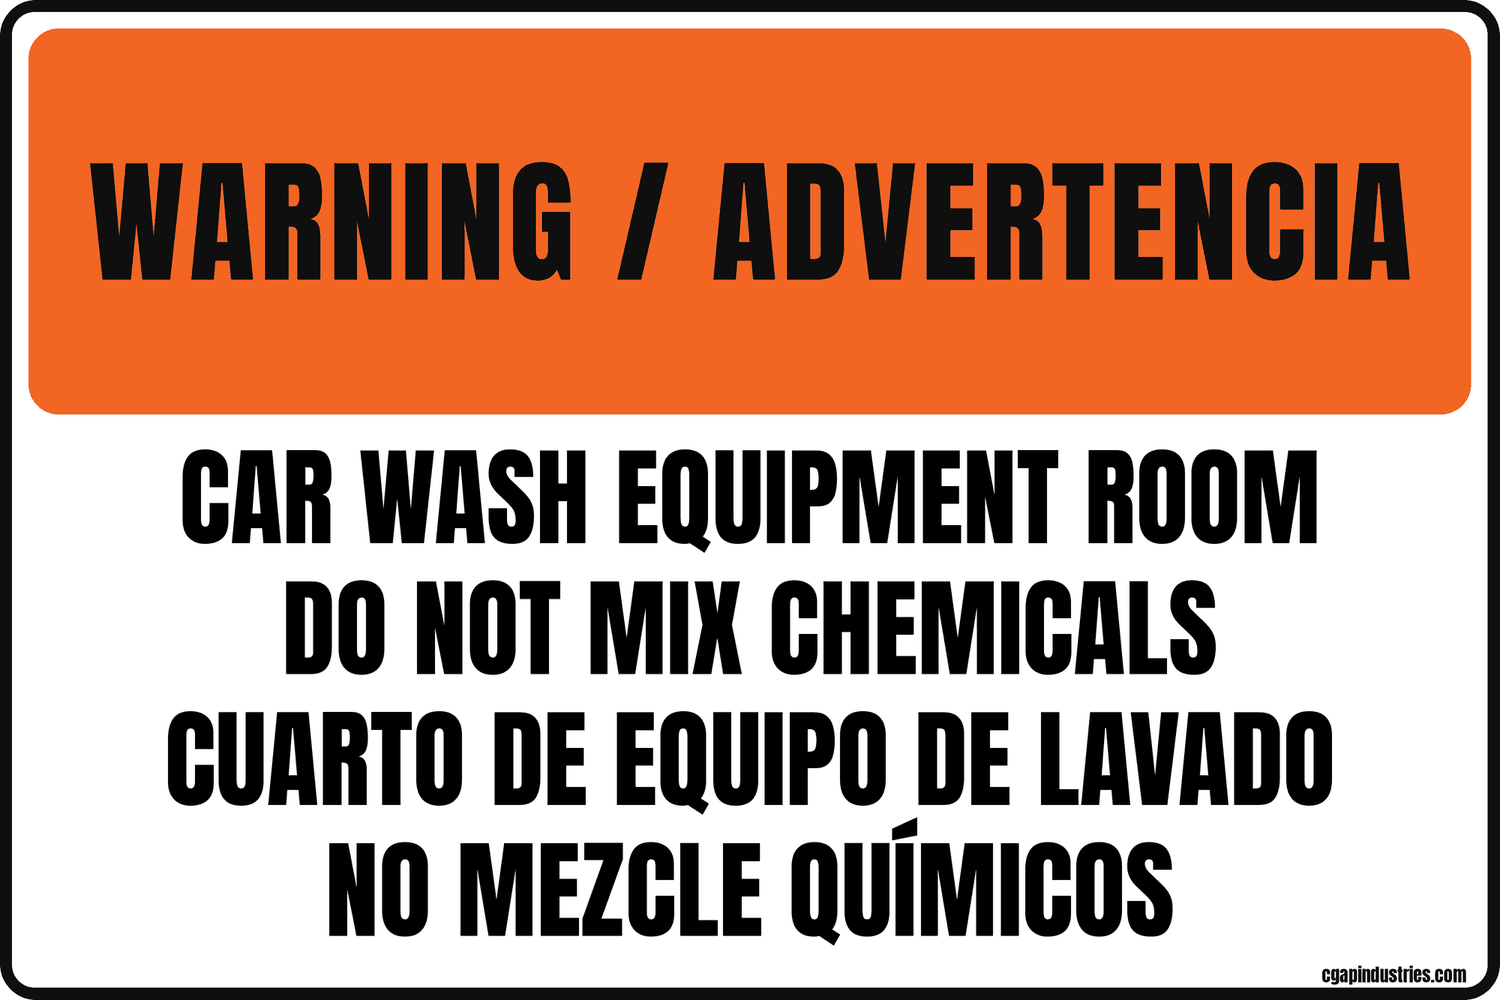 WARNING / ADVERTENCIA
CAR WASH EQUIPMENT ROOM
DO NOT MIX CHEMICALS
CUARTO DE EQUIPO DE LAVADO
NO MEZCLE QUÍMICOS
cgapindustries.com